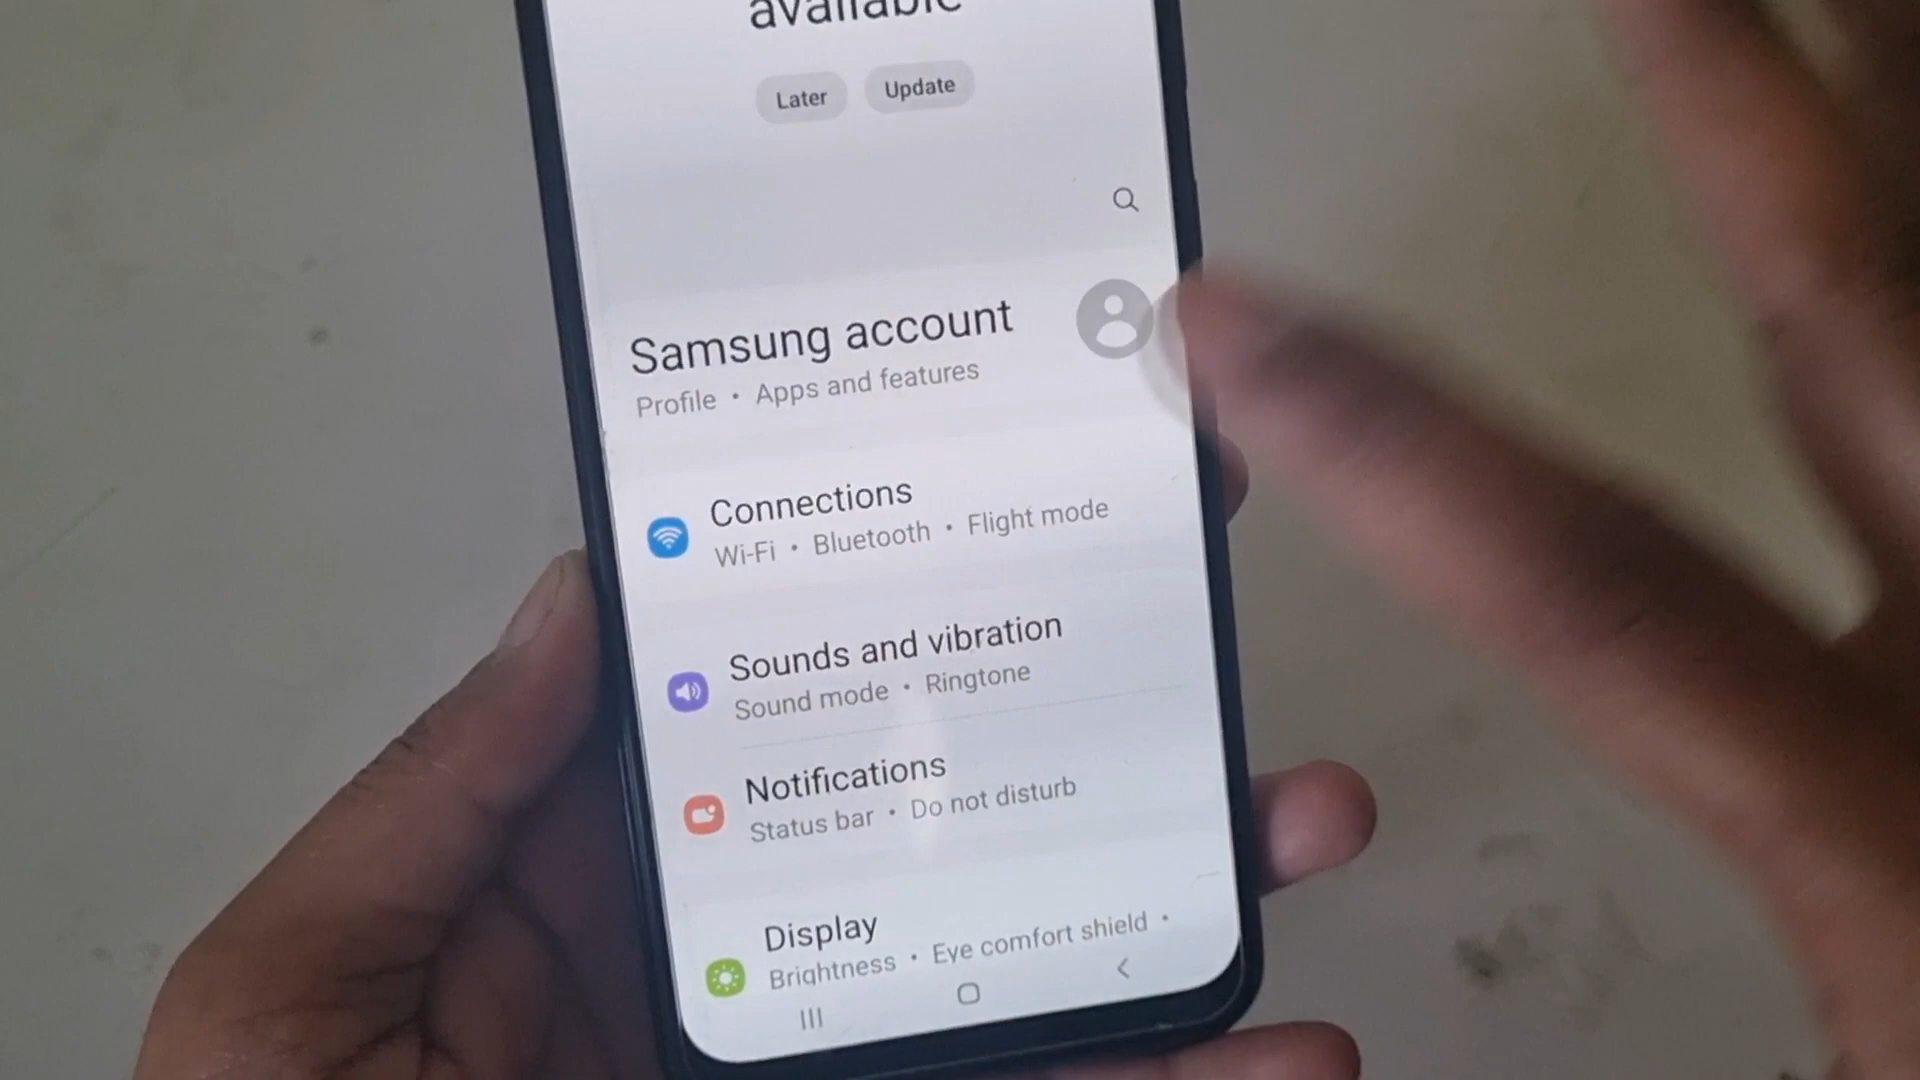 available
Later Update
Samsung account
Profile • Apps and features
Connections
Wi-Fi • Bluetooth • Flight mode
Sounds and vibration
Sound mode • Ringtone
Notifications
Status bar • Do not disturb
Display
Brightness • Eye comfort shield •